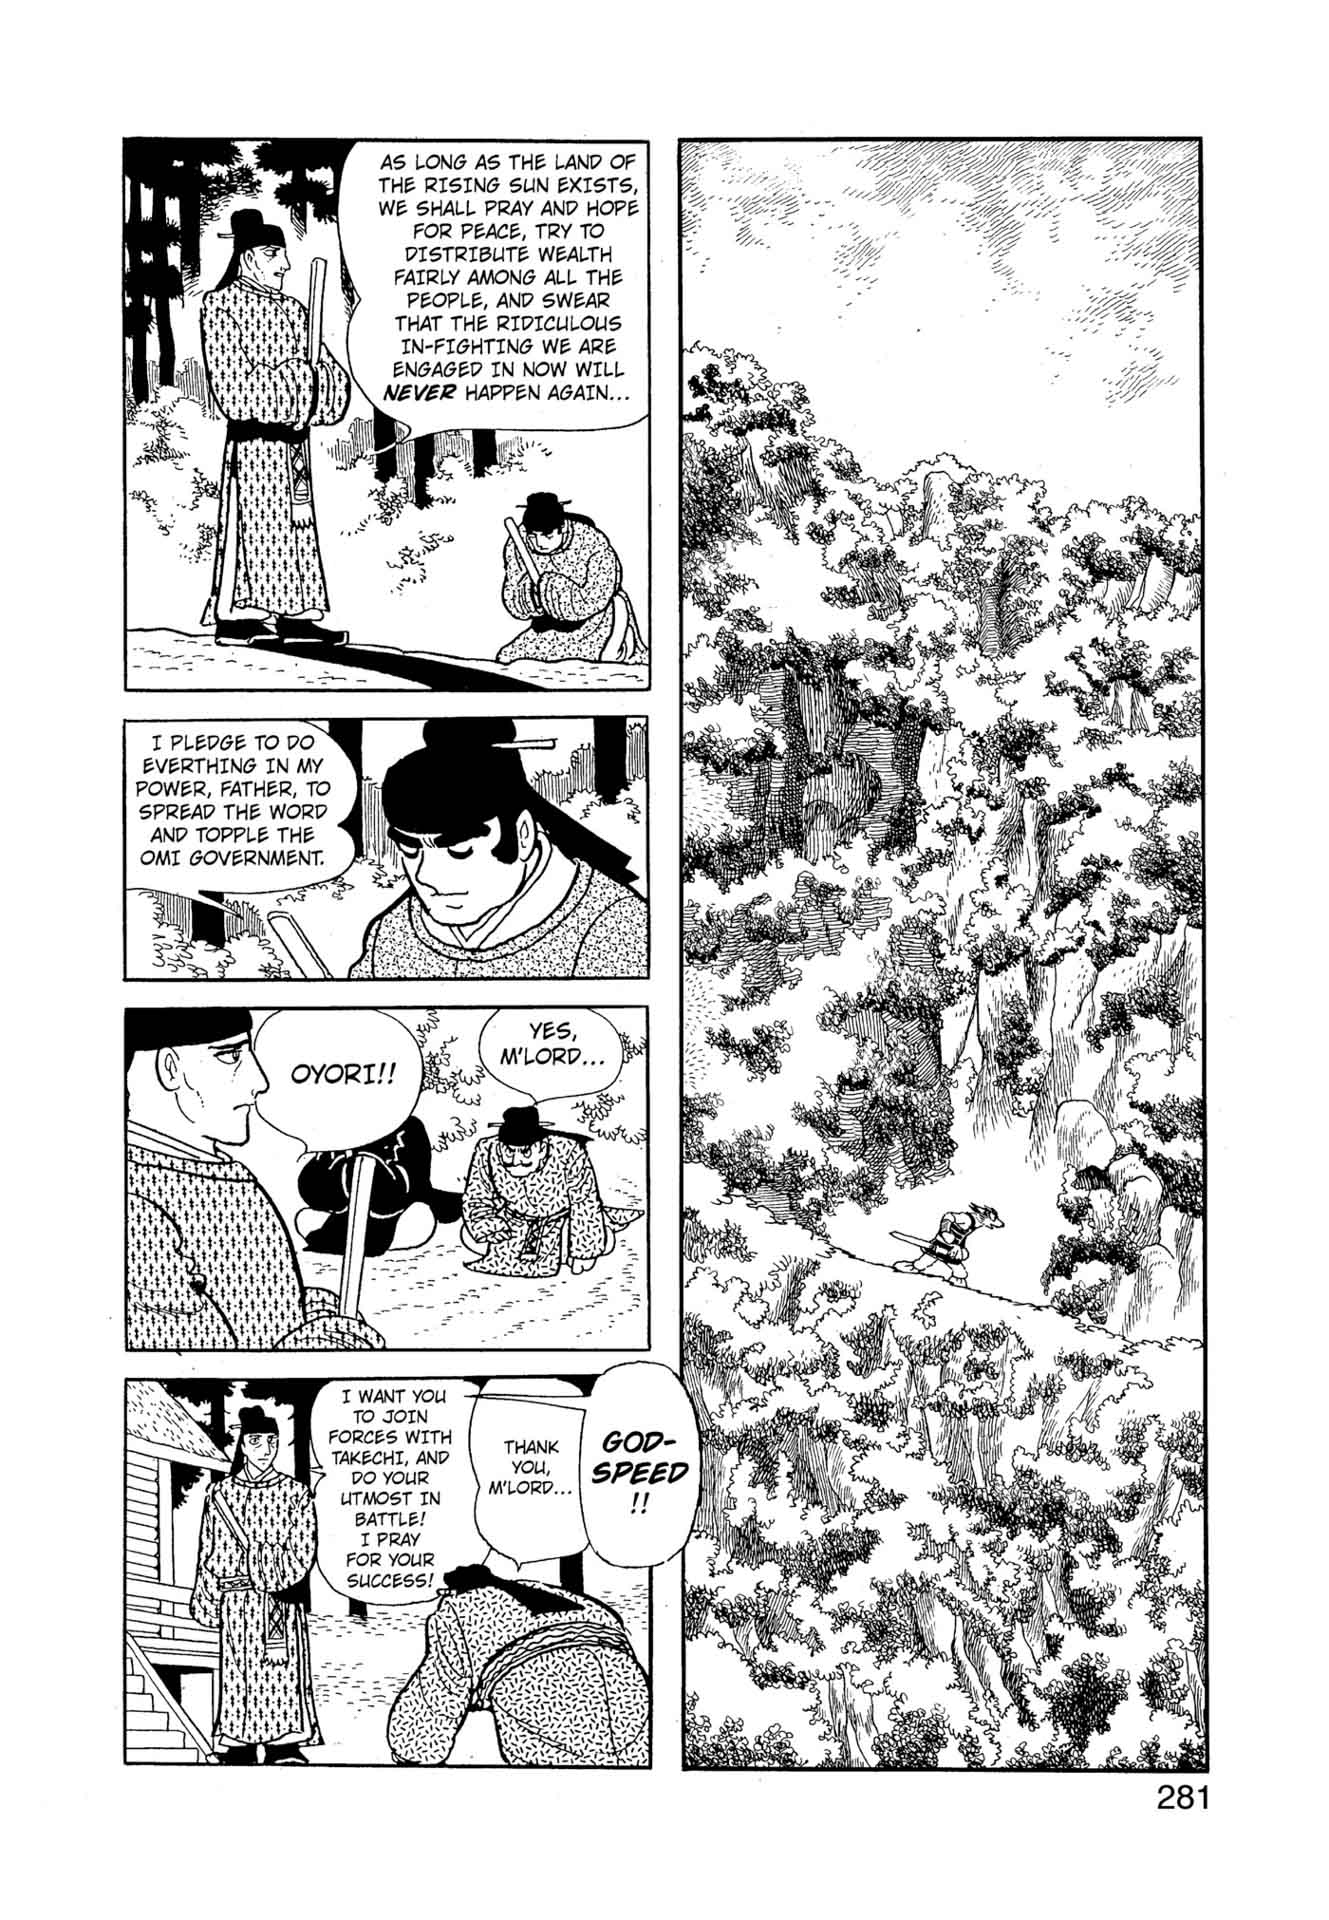 AS LONG AS THE LAND OF
THE RISING SUN EXISTS,
WE SHALL PRAY AND HOPE
FOR PEACE, TRY TO
DISTRIBUTE WEALTH
FAIRLY AMONG ALL THE
PEOPLE, AND SWEAR
THAT THE RIDICULOUS
IN-FIGHTING WE ARE
ENGAGED IN NOW WILL
NEVER HAPPEN AGAIN...
I PLEDGE TO DO
EVERTHING IN MY
POWER, FATHER, TO
SPREAD THE WORD
AND TOPPLE THE
OMI GOVERNMENT.
OYORI!!
YES,
M'LORD...
I WANT YOU
TO JOIN
FORCES WITH
TAKECHI, AND
DO YOUR
UTMOST IN
BATTLE!
I PRAY
FOR YOUR
SUCCESS!
THANK
YOU,
M'LORD...
GOD-
SPEED
!!
281